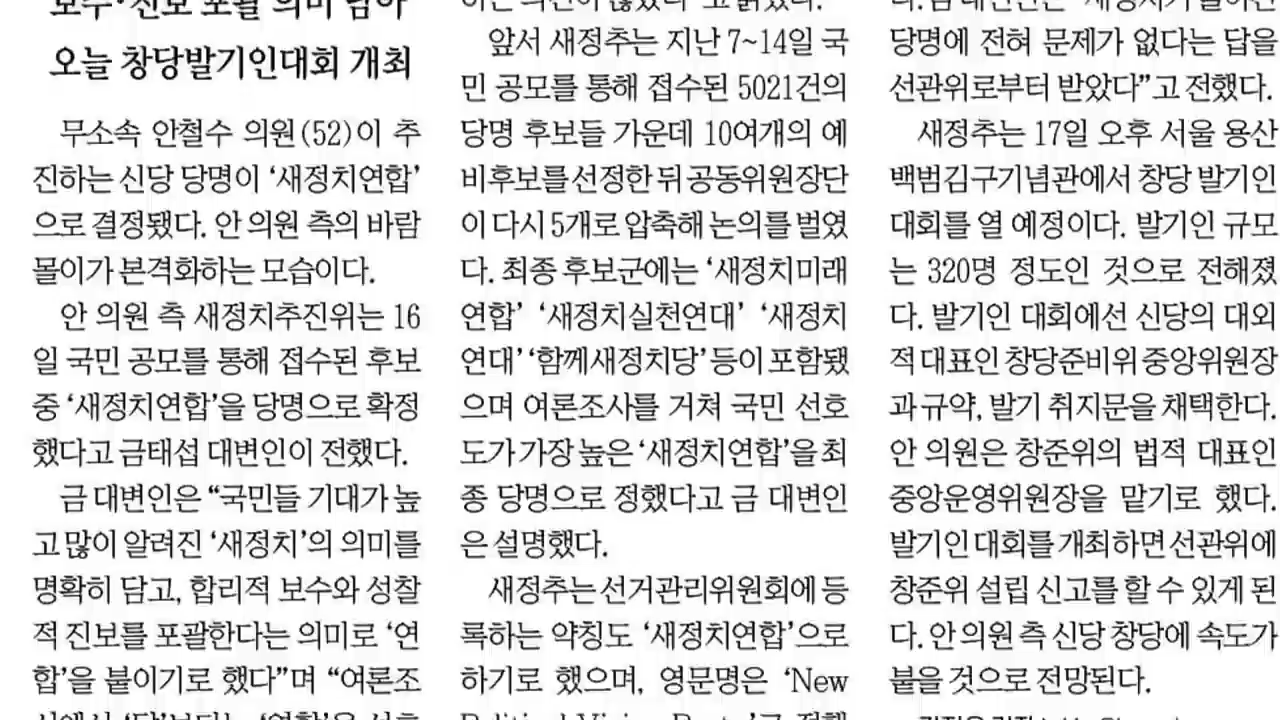 보수·진보 포괄 의미 담아
오늘 창당발기인대회 개최
무소속 안철수 의원(52)이 추
진하는 신당 당명이 ‘새정치연합’
으로 결정됐다. 안 의원 측의 바람
몰이가 본격화하는 모습이다.
안 의원 측 새정치추진위는 16
일 국민 공모를 통해 접수된 후보
중 ‘새정치연합’을 당명으로 확정
했다고 금태섭 대변인이 전했다.
금 대변인은 “국민들 기대가 높
고 많이 알려진 ‘새정치’의 의미를
명확히 담고, 합리적 보수와 성찰
적 진보를 포괄한다는 의미로 ‘연
합’을 붙이기로 했다”며 “여론조
앞서 새정추는 지난 7~14일 국
민 공모를 통해 접수된 5021건의
당명 후보들 가운데 10여개의 예
비후보를 선정한 뒤 공동위원장단
이 다시 5개로 압축해 논의를 벌였
다. 최종 후보군에는 ‘새정치미래
연합’ ‘새정치실천연대’ ‘새정치
연대’ ‘함께새정치당’ 등이 포함됐
으며 여론조사를 거쳐 국민 선호
도가 가장 높은 ‘새정치연합’을 최
종 당명으로 정했다고 금 대변인
은 설명했다.
새정추는 선거관리위원회에 등
록하는 약칭도 ‘새정치연합’으로
하기로 했으며, 영문명은 ‘New
당명에 전혀 문제가 없다는 답을
선관위로부터 받았다”고 전했다.
새정추는 17일 오후 서울 용산
백범김구기념관에서 창당 발기인
대회를 열 예정이다. 발기인 규모
는 320명 정도인 것으로 전해졌
다. 발기인 대회에선 신당의 대외
적 대표인 창당준비위 중앙위원장
과 규약, 발기 취지문을 채택한다.
안 의원은 창준위의 법적 대표인
중앙운영위원장을 맡기로 했다.
발기인 대회를 개최하면 선관위에
창준위 설립 신고를 할 수 있게 된
다. 안 의원 측 신당 창당에 속도가
붙을 것으로 전망된다.